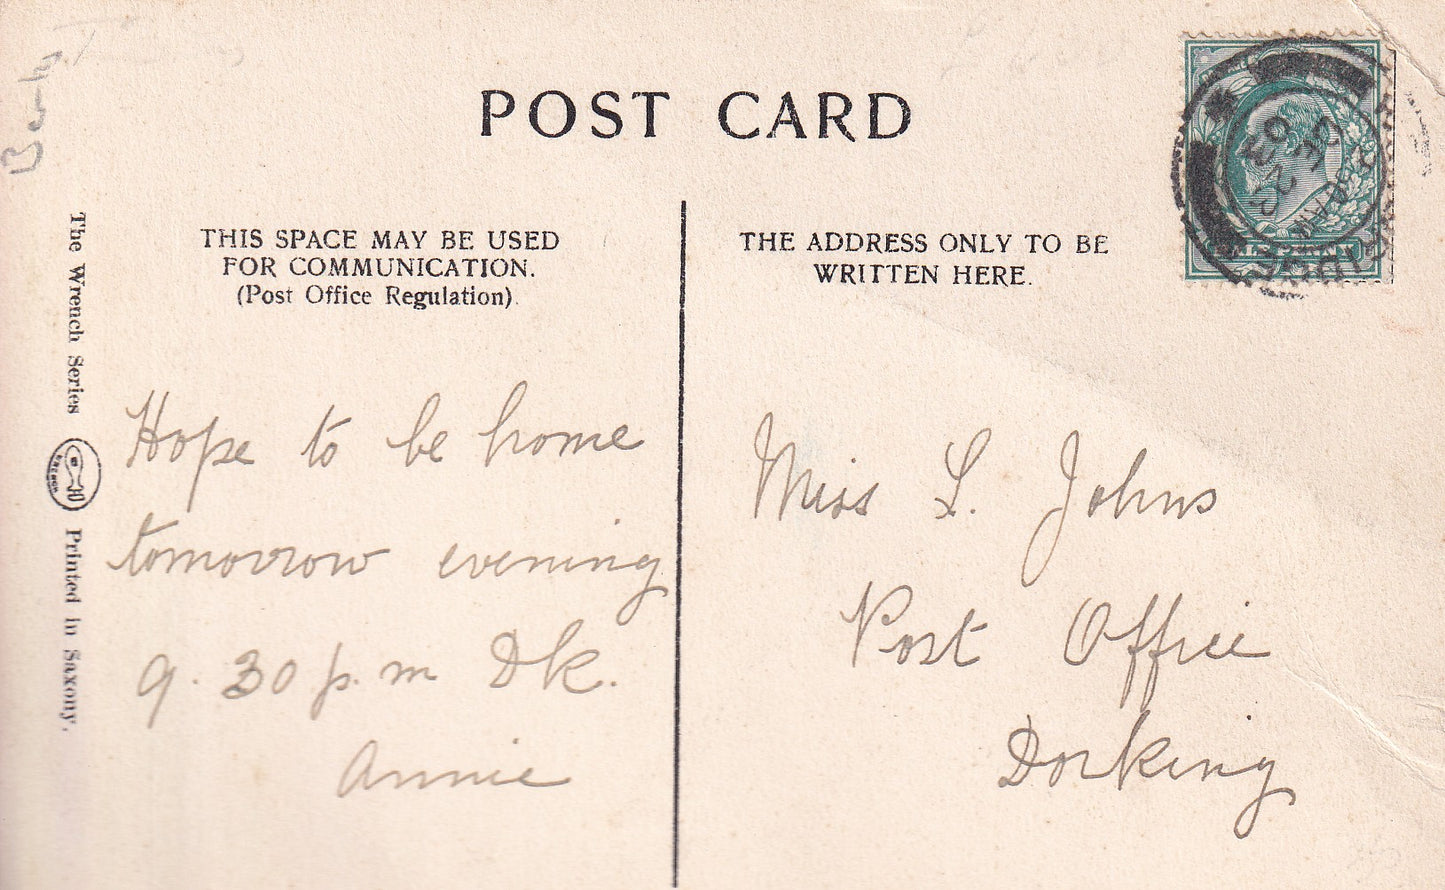 POST CARD
THIS SPACE MAY BE USED
FOR COMMUNICATION.
(Post Office Regulation)
THE ADDRESS ONLY TO BE
WRITTEN HERE.
The Wrench Series
Printed in Saxony.
Hope to be home
tomorrow evening
9.30 p.m Dk.
Annie
Miss L. Johns
Post Office
Dorking